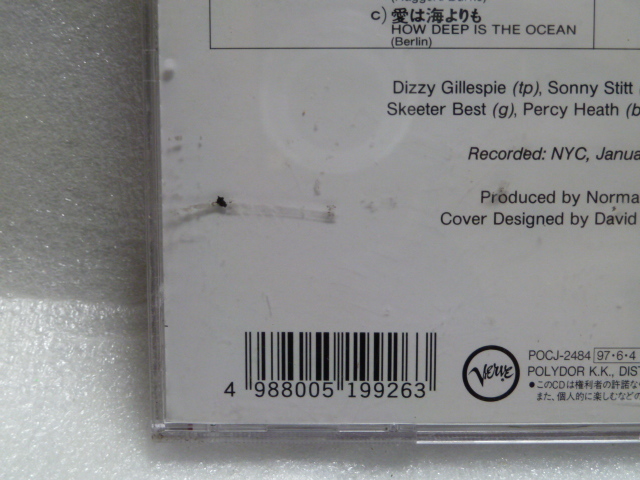 c) 愛は海よりも
HOW DEEP IS THE OCEAN
(Berlin)
Dizzy Gillespie (tp), Sonny Stitt
Skeeter Best (g), Percy Heath (b
Recorded: NYC, Janua
Produced by Norma
Cover Designed by David
4 988005 199263
Verve
POCJ-2484 97・6・4
POLYDOR K.K., DIST
●このCDは権利者の許諾な
また、個人的に楽しむなどの